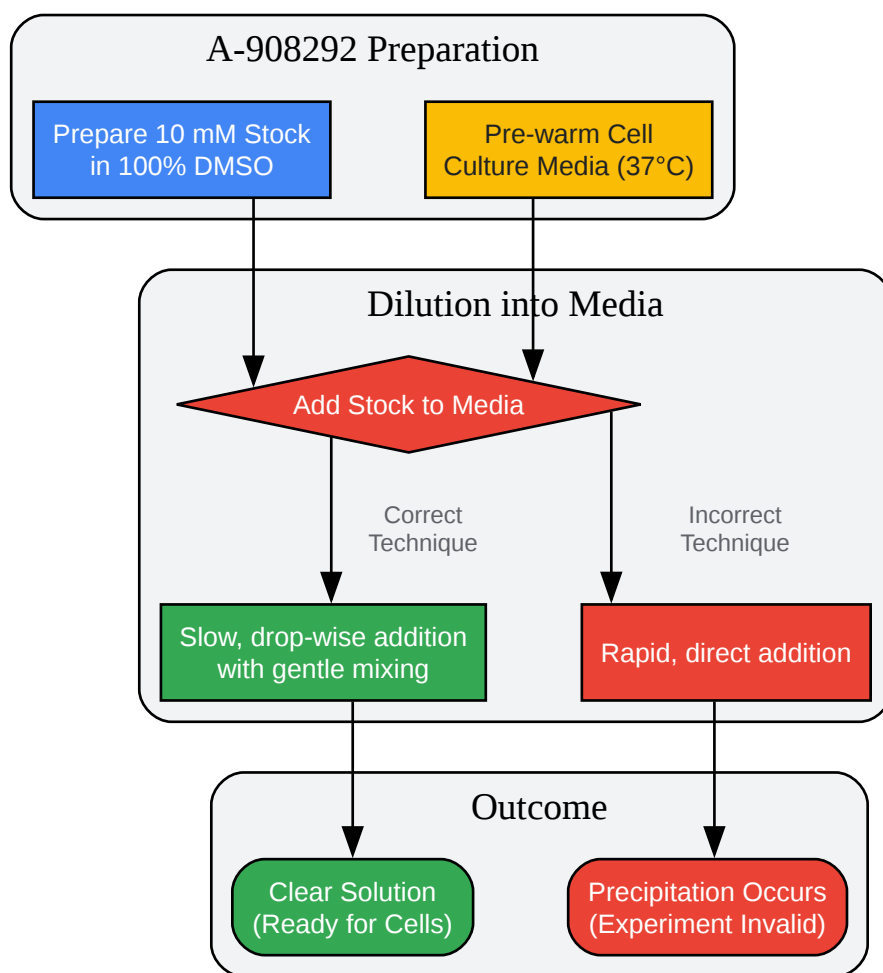 A-908292 Preparation
Prepare 10 mM Stock
in 100% DMSO
Pre-warm Cell
Culture Media (37°C)
Dilution into Media
Add Stock to Media
Correct
Technique
Incorrect
Technique
Slow, drop-wise addition
with gentle mixing
Rapid, direct addition
Outcome
Clear Solution
(Ready for Cells)
Precipitation Occurs
(Experiment Invalid)